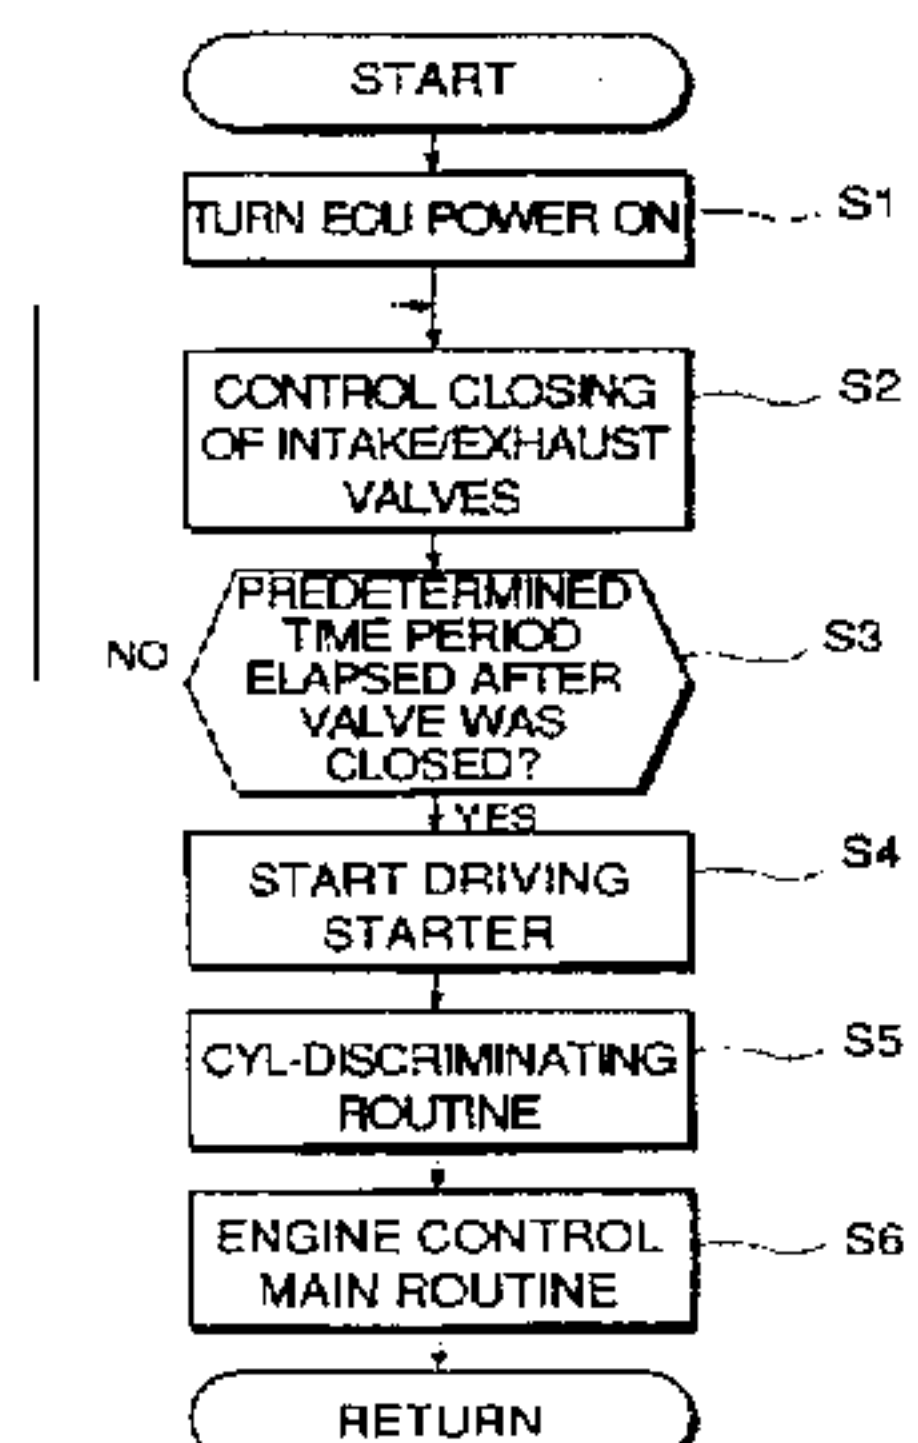 START
TURN ECU POWER ON
S1
CONTROL CLOSING
OF INTAKE/EXHAUST
VALVES
S2
PREDETERMINED
TIME PERIOD
ELAPSED AFTER
VALVE WAS
CLOSED?
S3
NO
YES
START DRIVING
STARTER
S4
CYL-DISCRIMINATING
ROUTINE
S5
ENGINE CONTROL
MAIN ROUTINE
S6
RETURN